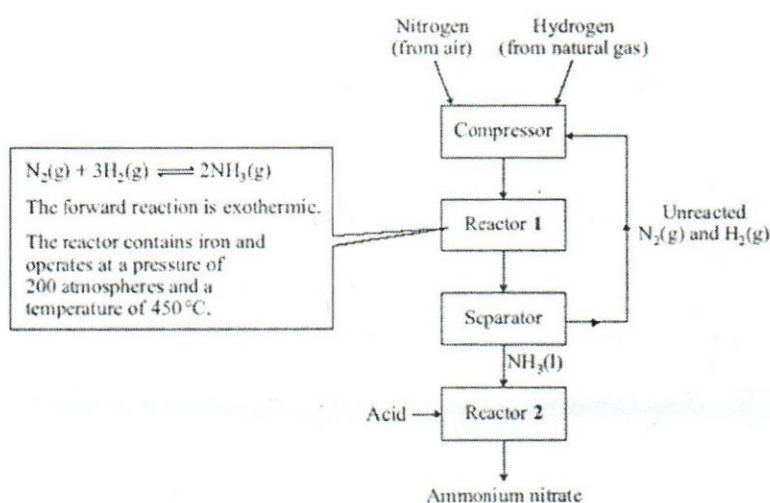 Nitrogen
(from air)
Hydrogen
(from natural gas)
Compressor
N₂(g) + 3H₂(g) ⇌ 2NH₃(g)
The forward reaction is exothermic.
The reactor contains iron and
operates at a pressure of
200 atmospheres and a
temperature of 450 °C.
Reactor 1
Unreacted
N₂(g) and H₂(g)
Separator
NH₃(l)
Acid
Reactor 2
Ammonium nitrate